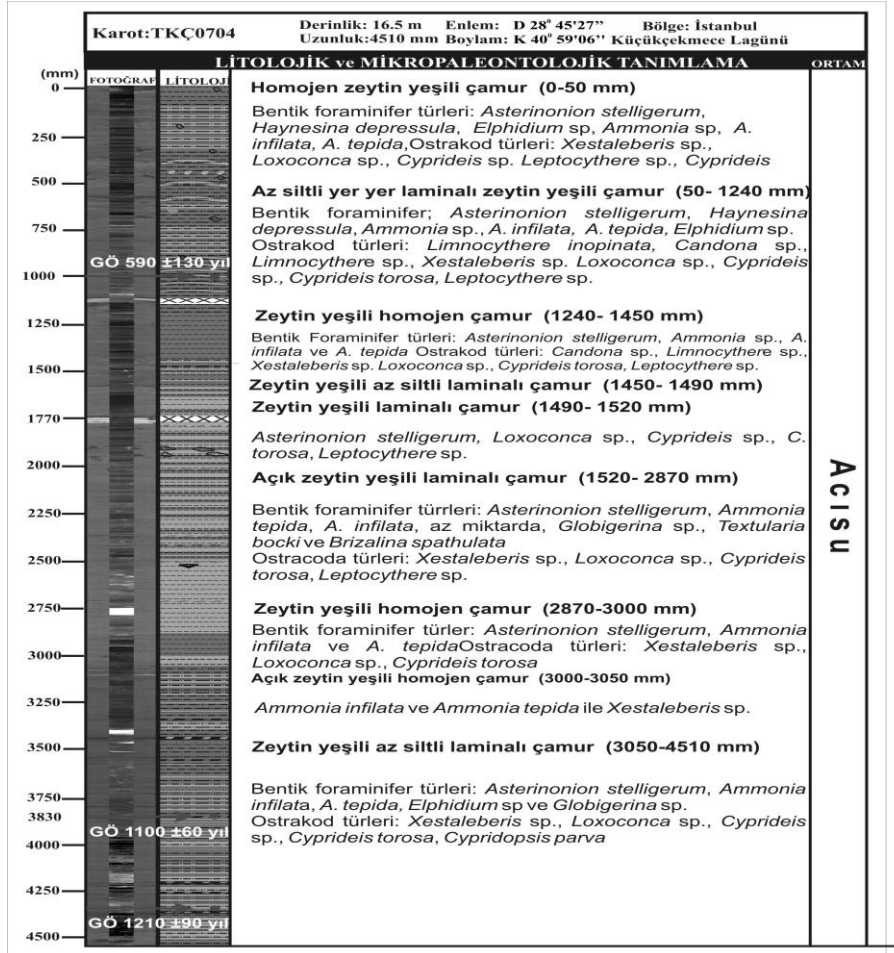 Karot:TKÇ0704
Derinlik: 16.5 m Enlem: D 28° 45'27’’ Bölge: İstanbul
Uzunluk:4510 mm Boylam: K 40° 59'06’’ Küçükçekmece Lagünü
LİTOLOJİK ve MİKROPALEONTOLOJİK TANIMLAMA ORTAM
(mm) FOTOĞRAF LİTOLOJİ
0
250
500
750
GÖ 590 ±130 yıl
1000
1250
1500
1770
2000
2250
2500
2750
3000
3250
3500
3750
3830
GÖ 1100 ±60 yıl
4000
4250
GÖ 1210 ±90 yıl
4500
Homojen zeytin yeşili çamur (0-50 mm)
Bentik foraminifer türleri: Asterinonion stelligerum,
Haynesina depressula, Elphidium sp, Ammonia sp, A.
infilata, A. tepida,Ostrakod türleri: Xestaleberis sp.,
Loxoconca sp., Cyprideis sp. Leptocythere sp., Cyprideis
Az siltli yer yer laminalı zeytin yeşili çamur (50- 1240 mm)
Bentik foraminifer; Asterinonion stelligerum, Haynesina
depressula, Ammonia sp., A. infilata, A. tepida, Elphidium sp.
Ostrakod türleri: Limnocythere inopinata, Candona sp.,
Limnocythere sp., Xestaleberis sp. Loxoconca sp., Cyprideis
sp., Cyprideis torosa, Leptocythere sp.
Zeytin yeşili homojen çamur (1240- 1450 mm)
Bentik Foraminifer türleri: Asterinonion stelligerum, Ammonia sp., A.
infilata ve A. tepida Ostrakod türleri: Candona sp., Limnocythere sp.,
Xestaleberis sp. Loxoconca sp., Cyprideis torosa, Leptocythere sp.
Zeytin yeşili az siltli laminalı çamur (1450- 1490 mm)
Zeytin yeşili laminalı çamur (1490- 1520 mm)
Asterinonion stelligerum, Loxoconca sp., Cyprideis sp., C.
torosa, Leptocythere sp.
Açık zeytin yeşili laminalı çamur (1520- 2870 mm)
Bentik foraminifer türrleri: Asterinonion stelligerum, Ammonia
tepida, A. infilata, az miktarda, Globigerina sp., Textularia
bocki ve Brizalina spathulata
Ostracoda türleri: Xestaleberis sp., Loxoconca sp., Cyprideis
torosa, Leptocythere sp.
Zeytin yeşili homojen çamur (2870-3000 mm)
Bentik foraminifer türler: Asterinonion stelligerum, Ammonia
infilata ve A. tepidaOstracoda türleri: Xestaleberis sp.,
Loxoconca sp., Cyprideis torosa
Açık zeytin yeşili homojen çamur (3000-3050 mm)
Ammonia infilata ve Ammonia tepida ile Xestaleberis sp.
Zeytin yeşili az siltli laminalı çamur (3050-4510 mm)
Bentik foraminifer türleri: Asterinonion stelligerum, Ammonia
infilata, A. tepida, Elphidium sp ve Globigerina sp.
Ostrakod türleri: Xestaleberis sp., Loxoconca sp., Cyprideis
sp., Cyprideis torosa, Cypridopsis parva
Acısu